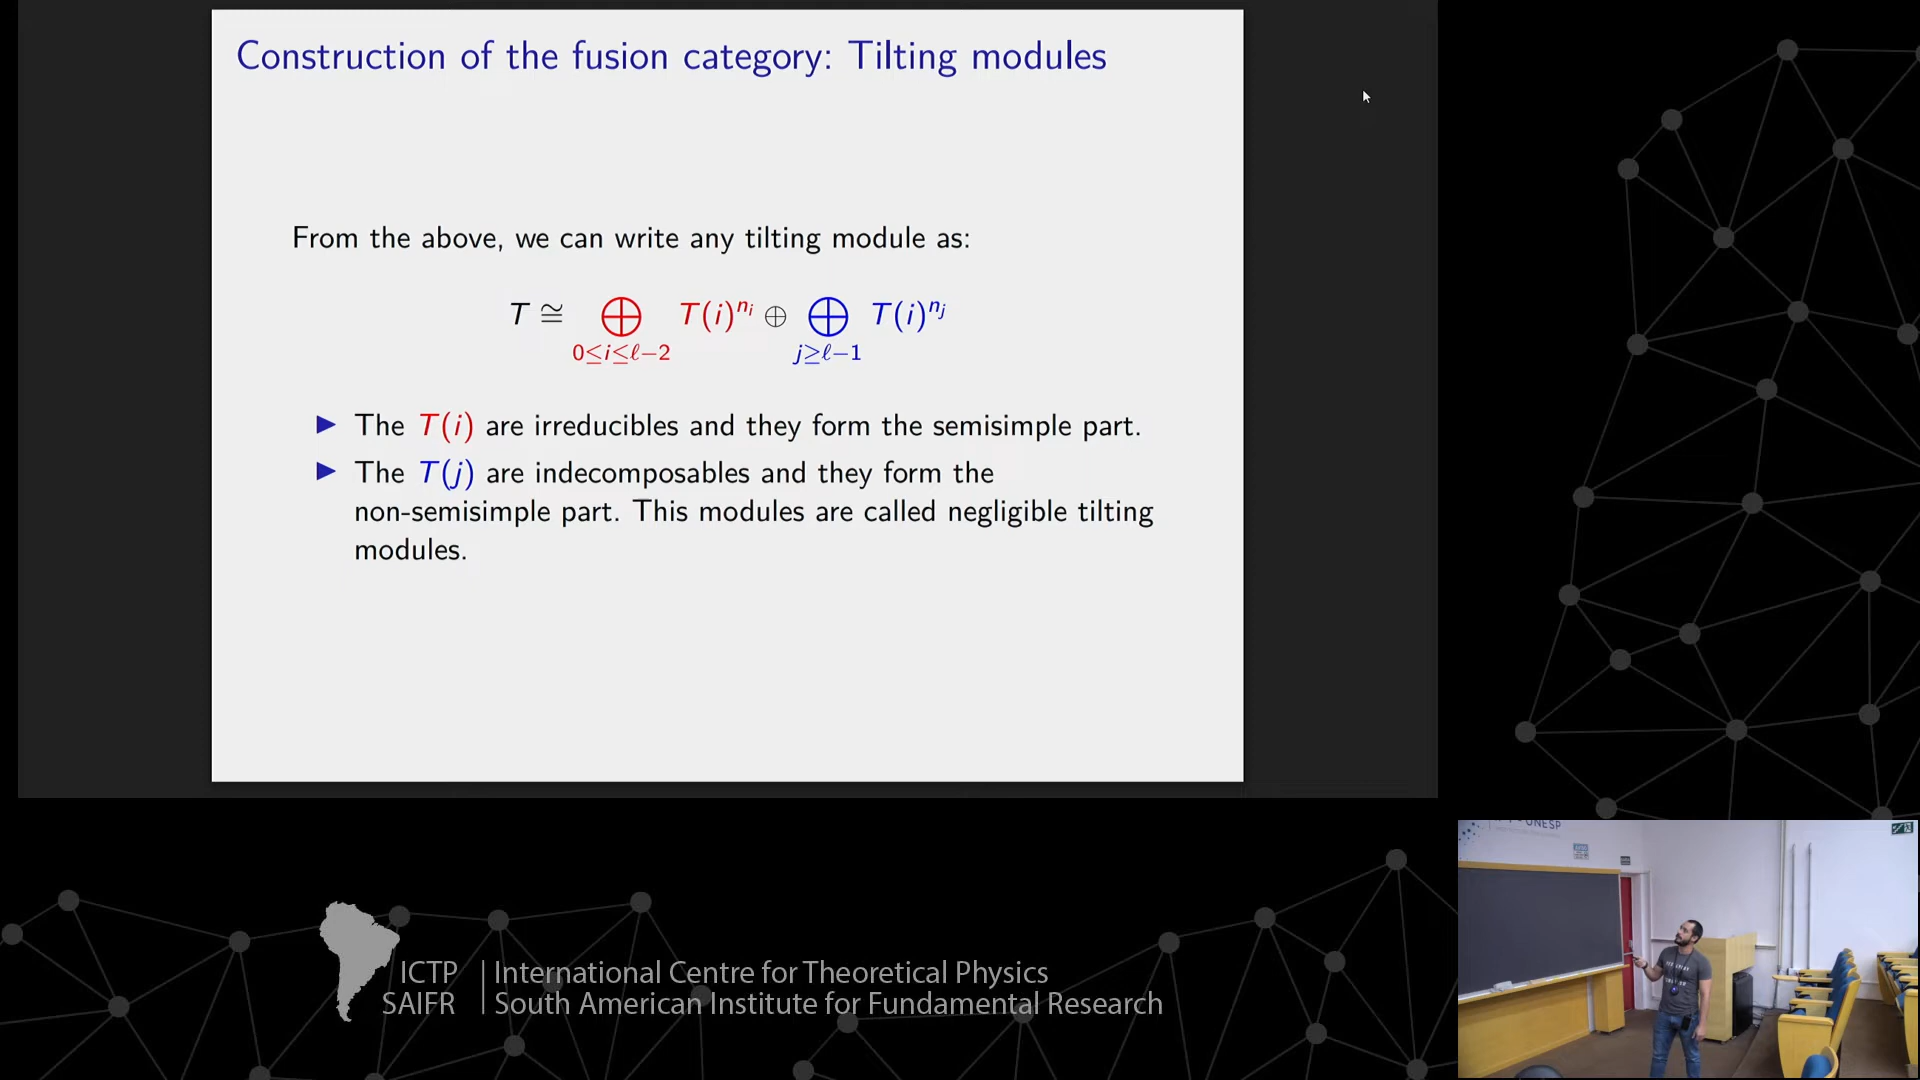 Construction of the fusion category: Tilting modules
From the above, we can write any tilting module as:
T ≅ ⊕ T(i)^{n_i} ⊕ ⊕ T(i)^{n_j}
0≤i≤ℓ−2 j≥ℓ−1
▶ The T(i) are irreducibles and they form the semisimple part.
▶ The T(j) are indecomposables and they form the
non-semisimple part. This modules are called negligible tilting
modules.
UNESP
ICTP | International Centre for Theoretical Physics
SAIFR | South American Institute for Fundamental Research